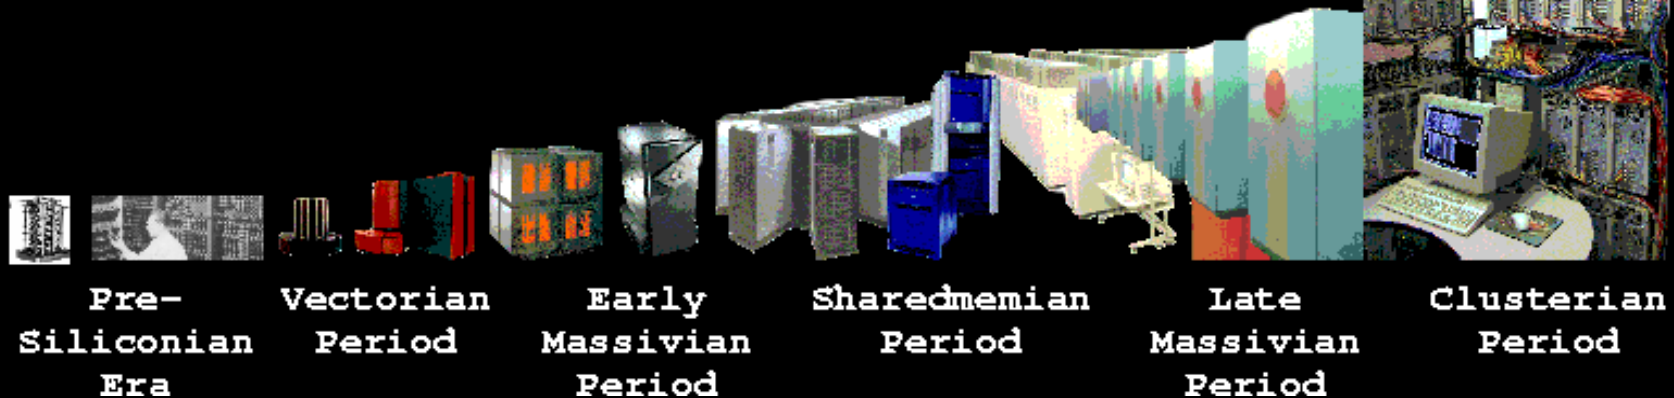 Pre-
Siliconian
Era
Vectorian
Period
Early
Massivian
Period
Sharedmemian
Period
Late
Massivian
Period
Clusterian
Period